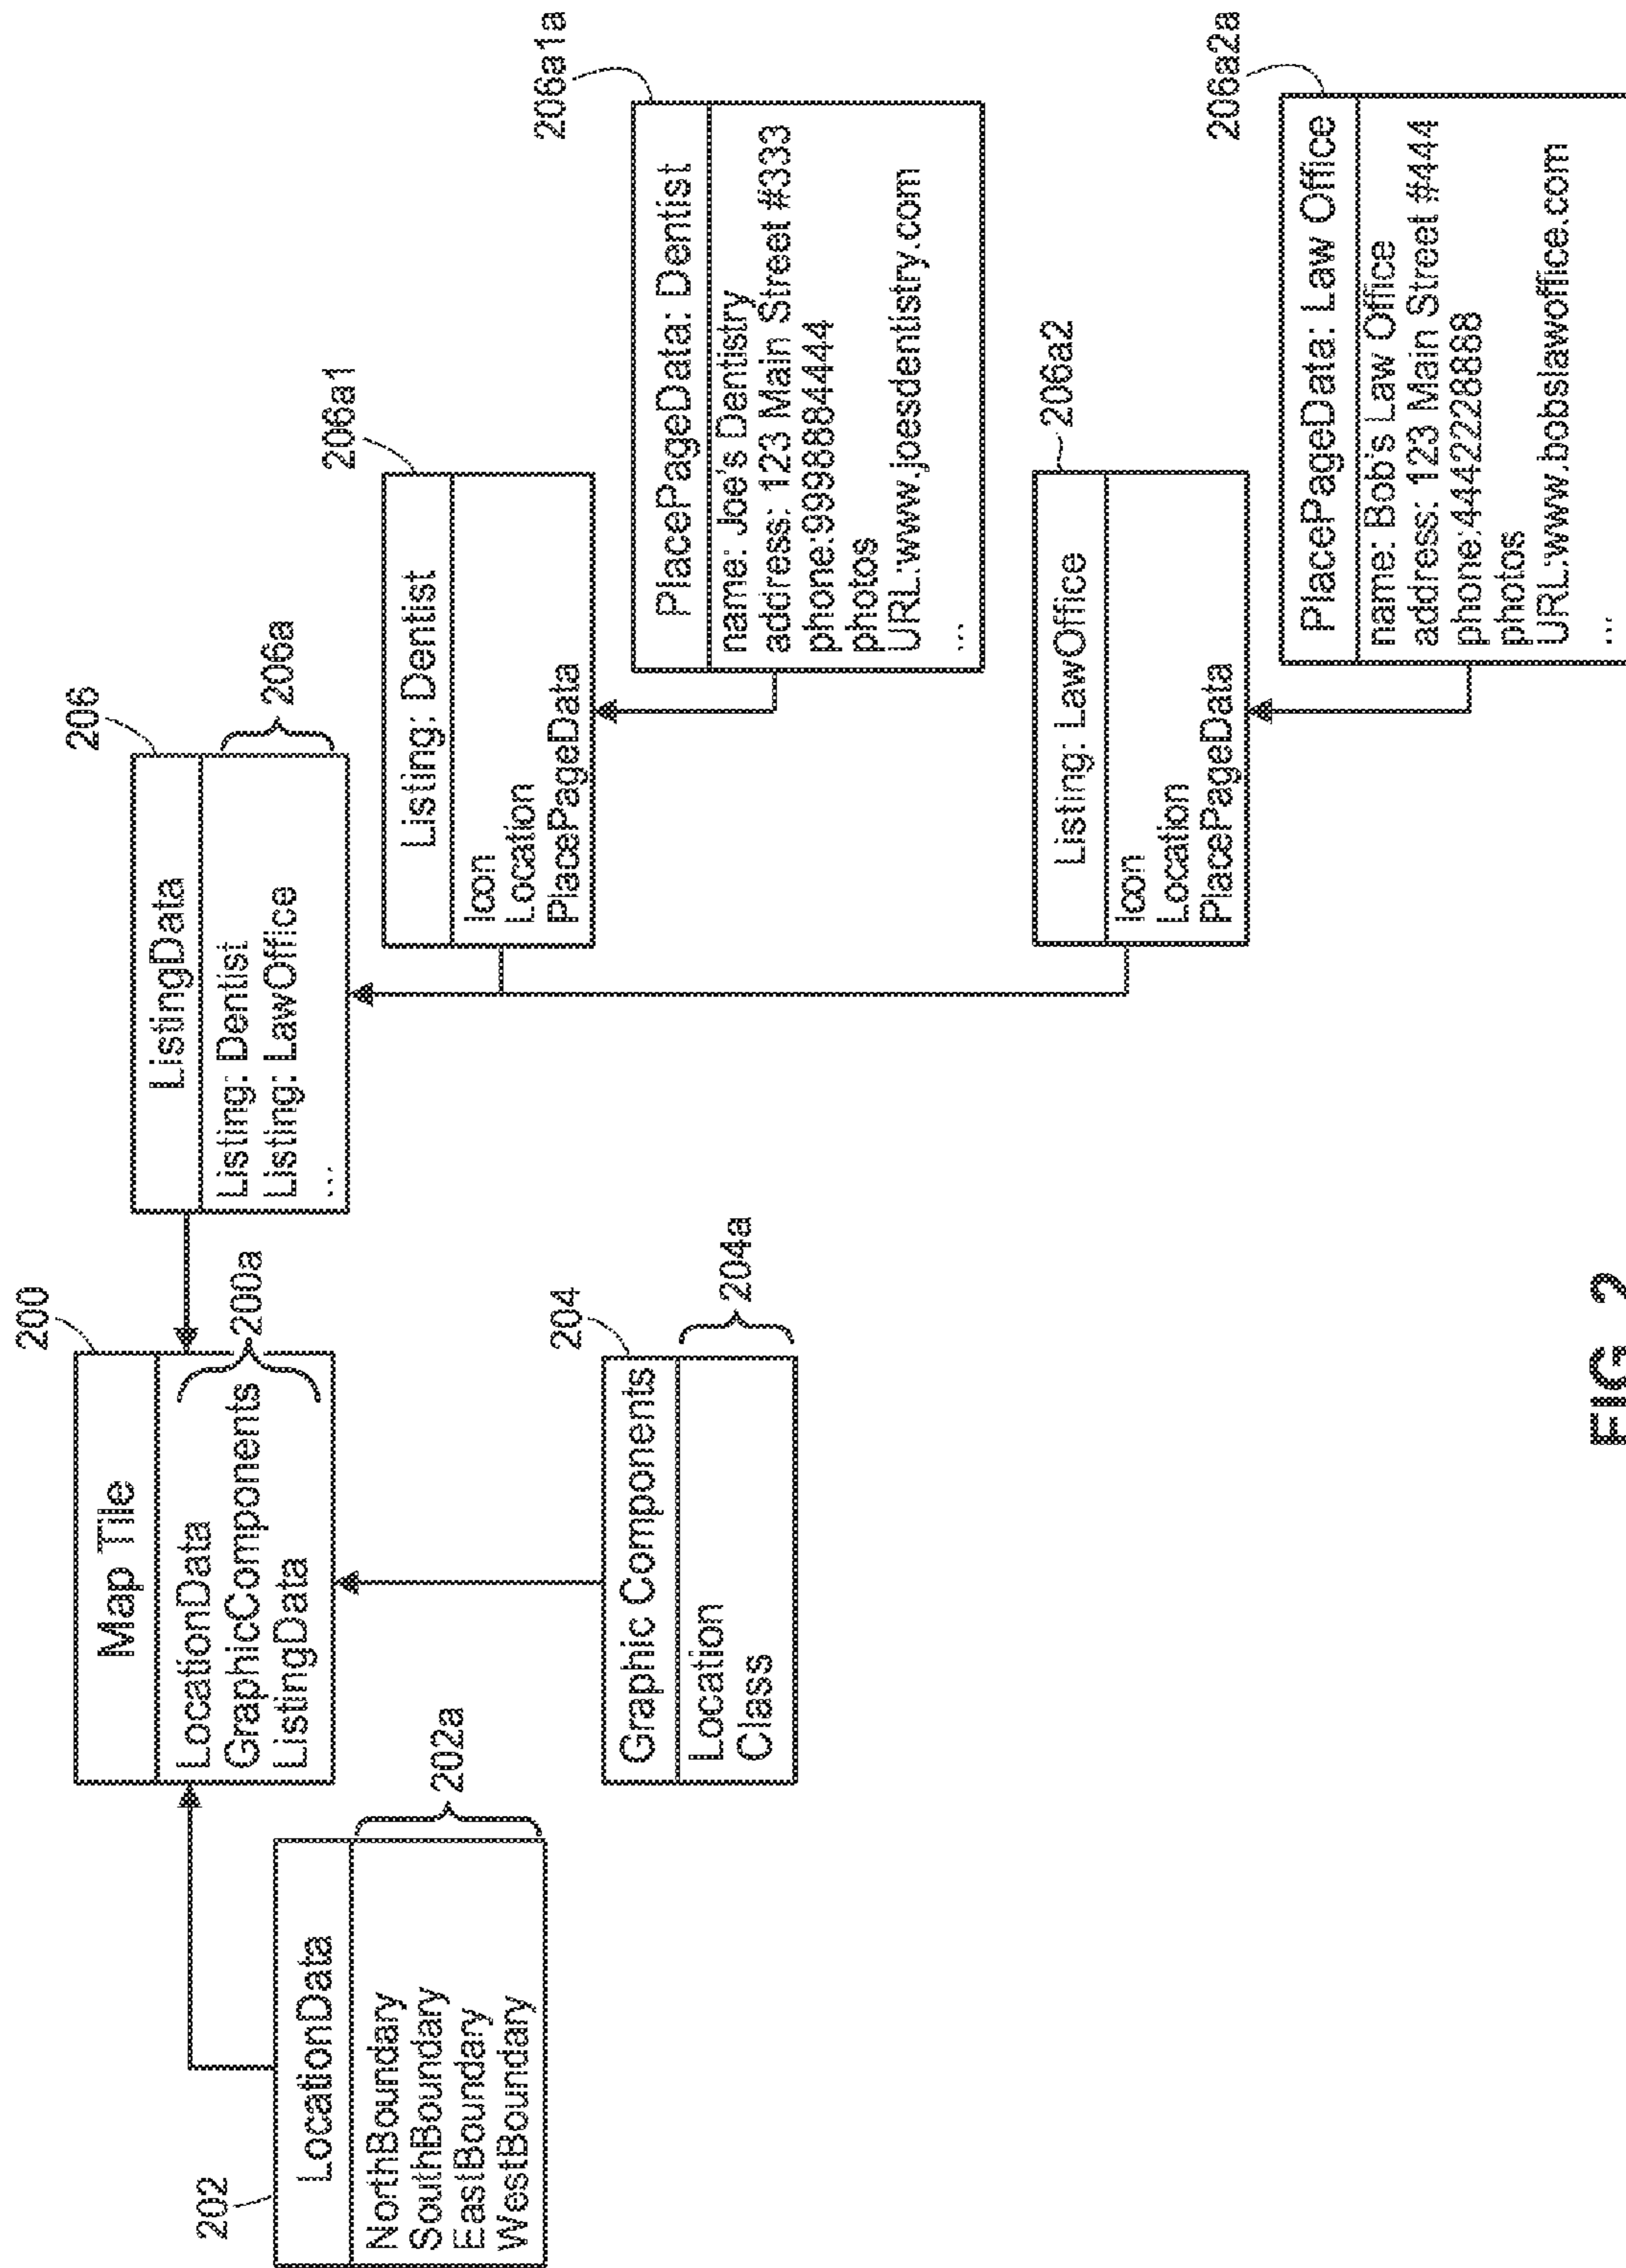 200
Map Tile
LocationData
GraphicComponents
ListingData
200a
202
LocationData
NorthBoundary
SouthBoundary
EastBoundary
WestBoundary
202a
204
Graphic Components
Location
Class
204a
206
ListingData
Listing: Dentist
Listing: LawOffice
...
206a
206a1
Listing: Dentist
Icon
Location
PlacePageData
206a1a
PlacePageData: Dentist
name: Joe's Dentistry
address: 123 Main Street #333
phone:9998884444
photos
URL:www.joesdentistry.com
...
206a2
Listing: LawOffice
Icon
Location
PlacePageData
206a2a
PlacePageData: Law Office
name: Bob's Law Office
address: 123 Main Street #444
phone:4442228888
photos
URL:www.bobslawoffice.com
...
FIG. 2